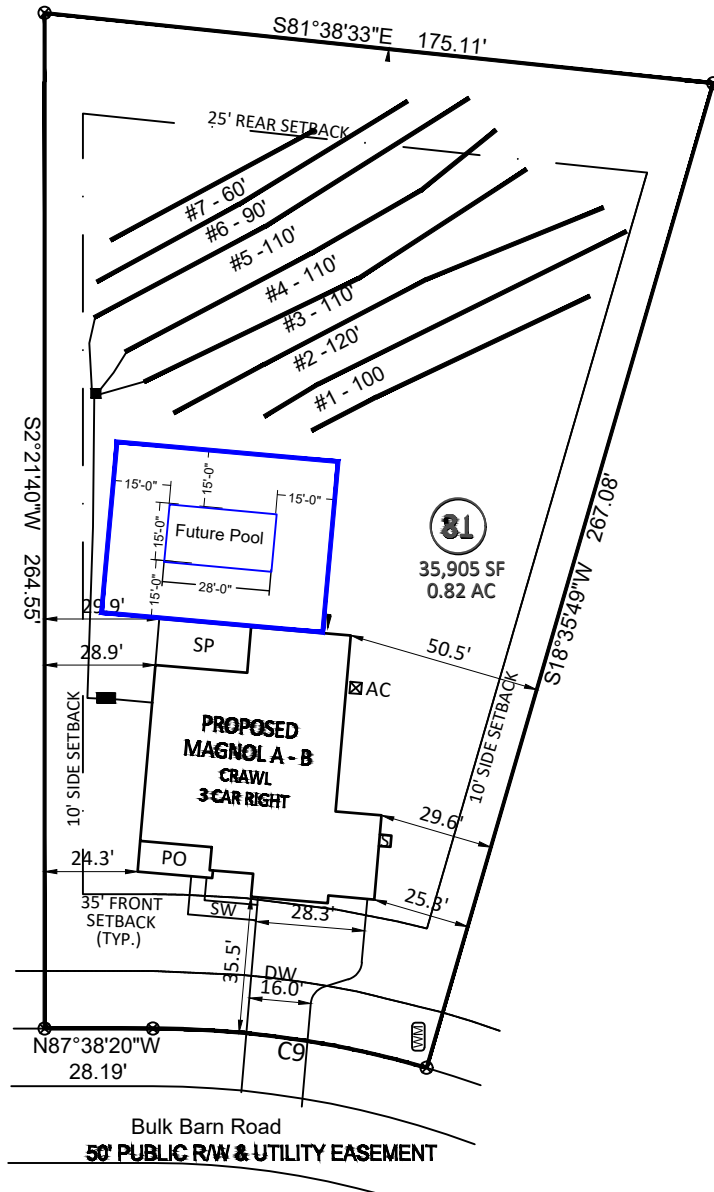 S81°38'33"E 175.11'
25' REAR SETBACK
#7 - 60'
#6 - 90'
#5 -110'
#4 - 110'
#3 - 110'
#2 -120'
#1 - 100
S2°21'40"W 264.55'
S18°35'49"W 267.08'
15'-0"
15'-0"
15'-0"
15'-0"
Future Pool
28'-0"
15'-0"
81
35,905 SF
0.82 AC
29.9'
28.9'
SP
50.5'
AC
PROPOSED
MAGNOL A - B
CRAWL
3 CAR RIGHT
10' SIDE SETBACK
10' SIDE SETBACK
29.6'
S
24.3'
PO
25.3'
35' FRONT
SETBACK
(TYP.)
SW
28.3'
35.5'
DW
16.0'
WM
N87°38'20"W
28.19'
C9
Bulk Barn Road
50' PUBLIC R/W & UTILITY EASEMENT